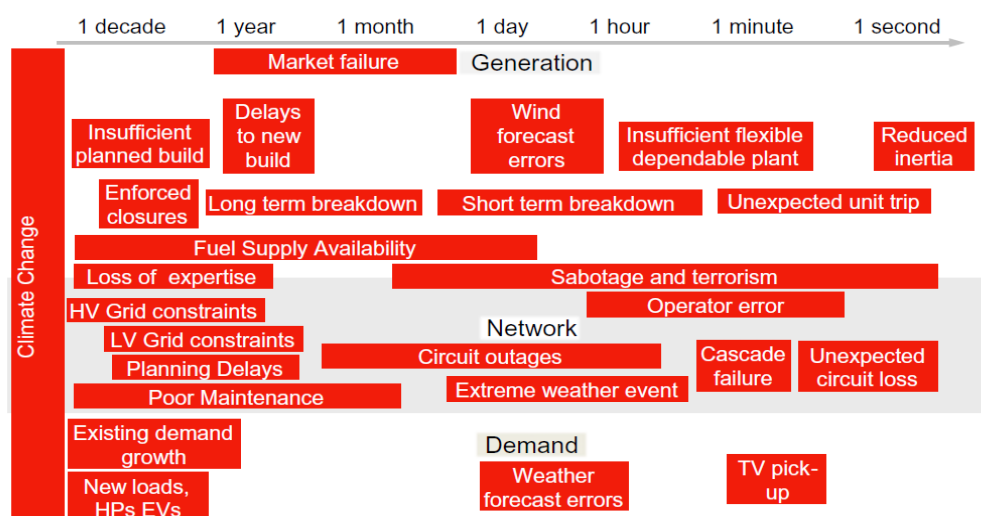 1 decade 1 year 1 month 1 day 1 hour 1 minute 1 second
Climate Change
Market failure
Generation
Insufficient
planned build
Delays
to new
build
Wind
forecast
errors
Insufficient flexible
dependable plant
Reduced
inertia
Enforced
closures
Long term breakdown
Short term breakdown
Unexpected unit trip
Fuel Supply Availability
Loss of expertise
Sabotage and terrorism
HV Grid constraints
Operator error
Network
LV Grid constraints
Circuit outages
Cascade
failure
Unexpected
circuit loss
Planning Delays
Poor Maintenance
Extreme weather event
Existing demand
growth
Demand
New loads,
HPs EVs
Weather
forecast errors
TV pick-
up